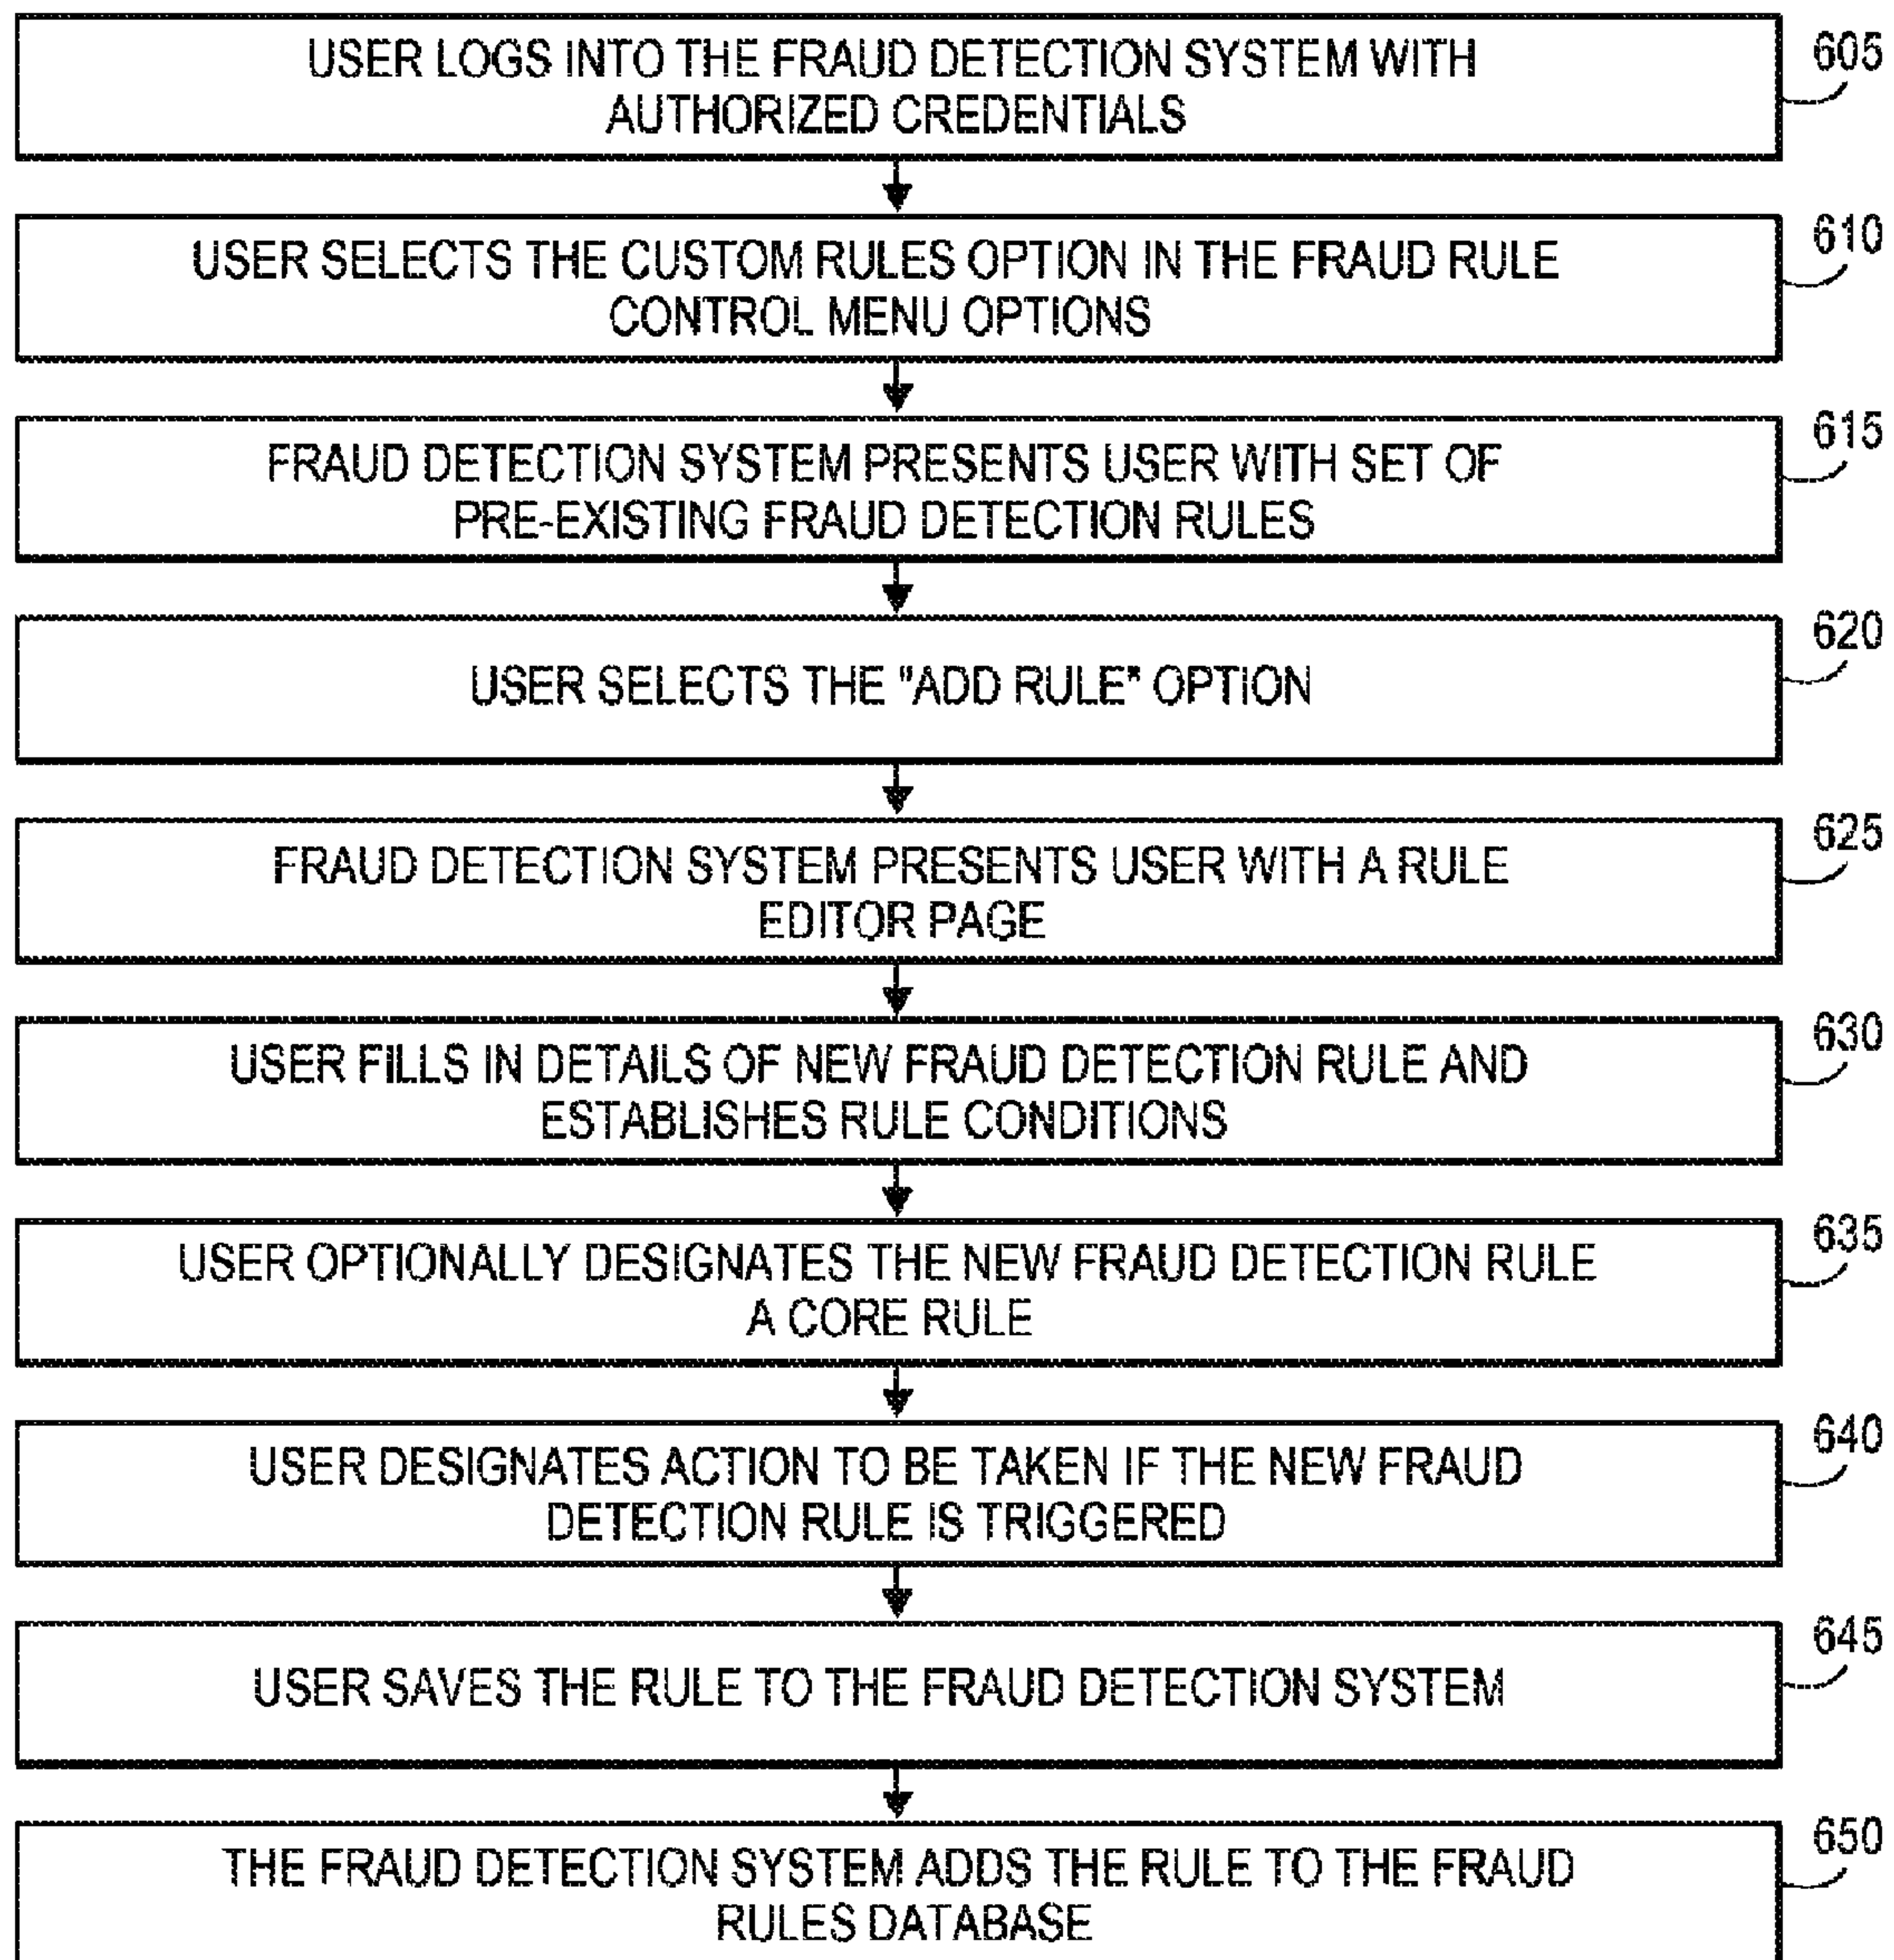 USER LOGS INTO THE FRAUD DETECTION SYSTEM WITH
AUTHORIZED CREDENTIALS
605
USER SELECTS THE CUSTOM RULES OPTION IN THE FRAUD RULE
CONTROL MENU OPTIONS
610
FRAUD DETECTION SYSTEM PRESENTS USER WITH SET OF
PRE-EXISTING FRAUD DETECTION RULES
615
USER SELECTS THE "ADD RULE" OPTION
620
FRAUD DETECTION SYSTEM PRESENTS USER WITH A RULE
EDITOR PAGE
625
USER FILLS IN DETAILS OF NEW FRAUD DETECTION RULE AND
ESTABLISHES RULE CONDITIONS
630
USER OPTIONALLY DESIGNATES THE NEW FRAUD DETECTION RULE
A CORE RULE
635
USER DESIGNATES ACTION TO BE TAKEN IF THE NEW FRAUD
DETECTION RULE IS TRIGGERED
640
USER SAVES THE RULE TO THE FRAUD DETECTION SYSTEM
645
THE FRAUD DETECTION SYSTEM ADDS THE RULE TO THE FRAUD
RULES DATABASE
650